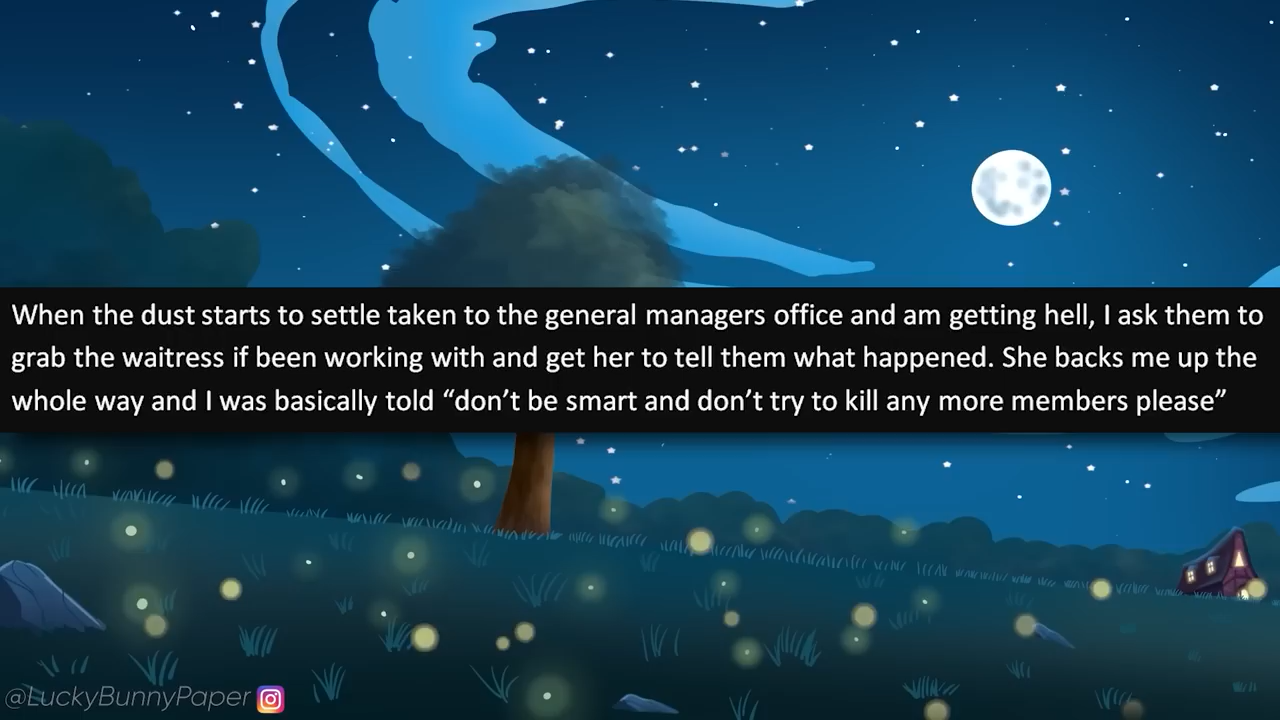 When the dust starts to settle taken to the general managers office and am getting hell, I ask them to
grab the waitress if been working with and get her to tell them what happened. She backs me up the
whole way and I was basically told “don’t be smart and don’t try to kill any more members please”
@LuckyBunnyPaper